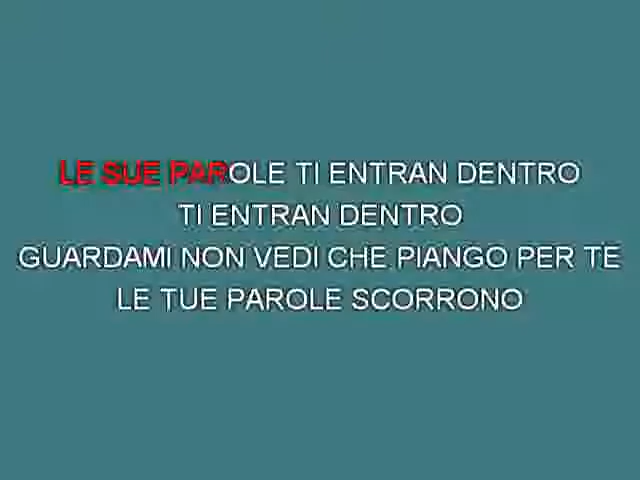 LE SUE PAROLE TI ENTRAN DENTRO
TI ENTRAN DENTRO
GUARDAMI NON VEDI CHE PIANGO PER TE
LE TUE PAROLE SCORRONO